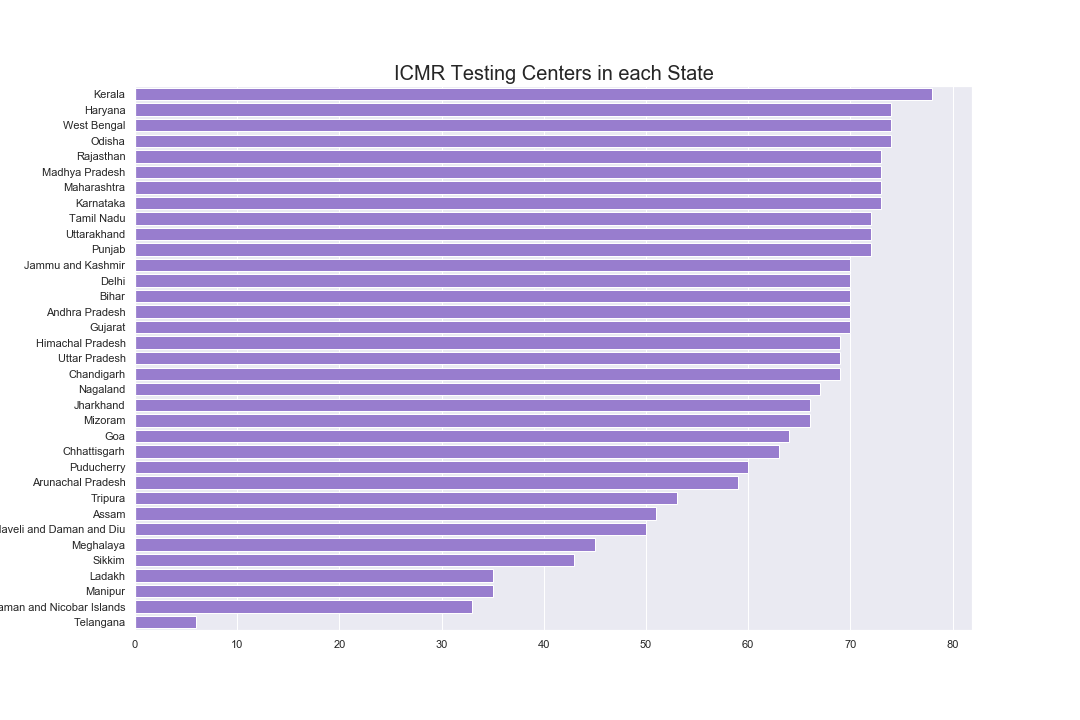 ICMR Testing Centers in each State
Kerala
Haryana
West Bengal
Odisha
Rajasthan
Madhya Pradesh
Maharashtra
Karnataka
Tamil Nadu
Uttarakhand
Punjab
Jammu and Kashmir
Delhi
Bihar
Andhra Pradesh
Gujarat
Himachal Pradesh
Uttar Pradesh
Chandigarh
Nagaland
Jharkhand
Mizoram
Goa
Chhattisgarh
Puducherry
Arunachal Pradesh
Tripura
Assam
and Daman and Diu
Meghalaya
Sikkim
Ladakh
Manipur
and Nicobar Islands
Telangana
0 10 20 30 40 50 60 70 80